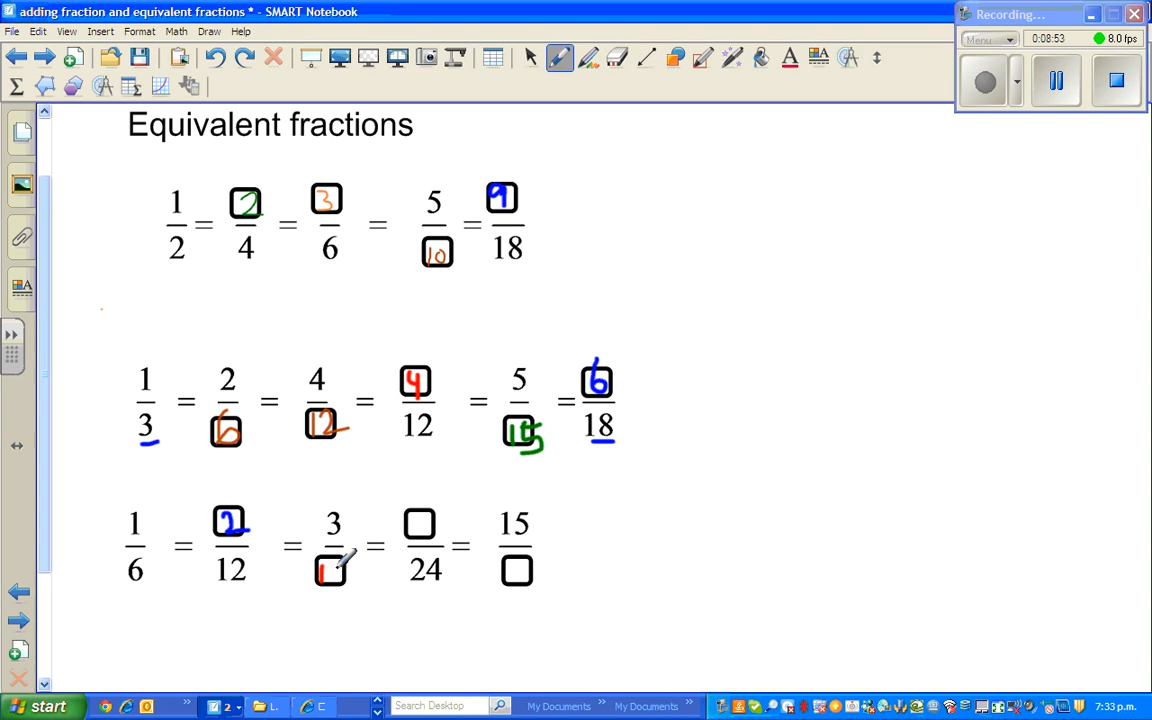 adding fraction and equivalent fractions * - SMART Notebook
Recording...
File Edit View Insert Format Math Draw Help
Menu 0:08:53 8.0 fps
Equivalent fractions
1/2 = 2/4 = 3/6 = 5/10 = 9/18
1/3 = 2/6 = 4/12 = 4/12 = 5/15 = 6/18
1/6 = 2/12 = 3/1 = □/24 = 15/□
start 2 L. C Search Desktop My Documents » My Documents » 7:33 p.m.